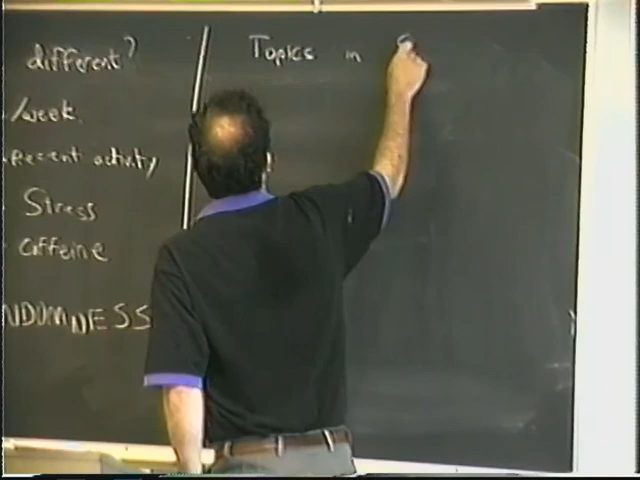 different?
/week
recent activity
Stress
Caffeine
NDOMNESS
Topics in